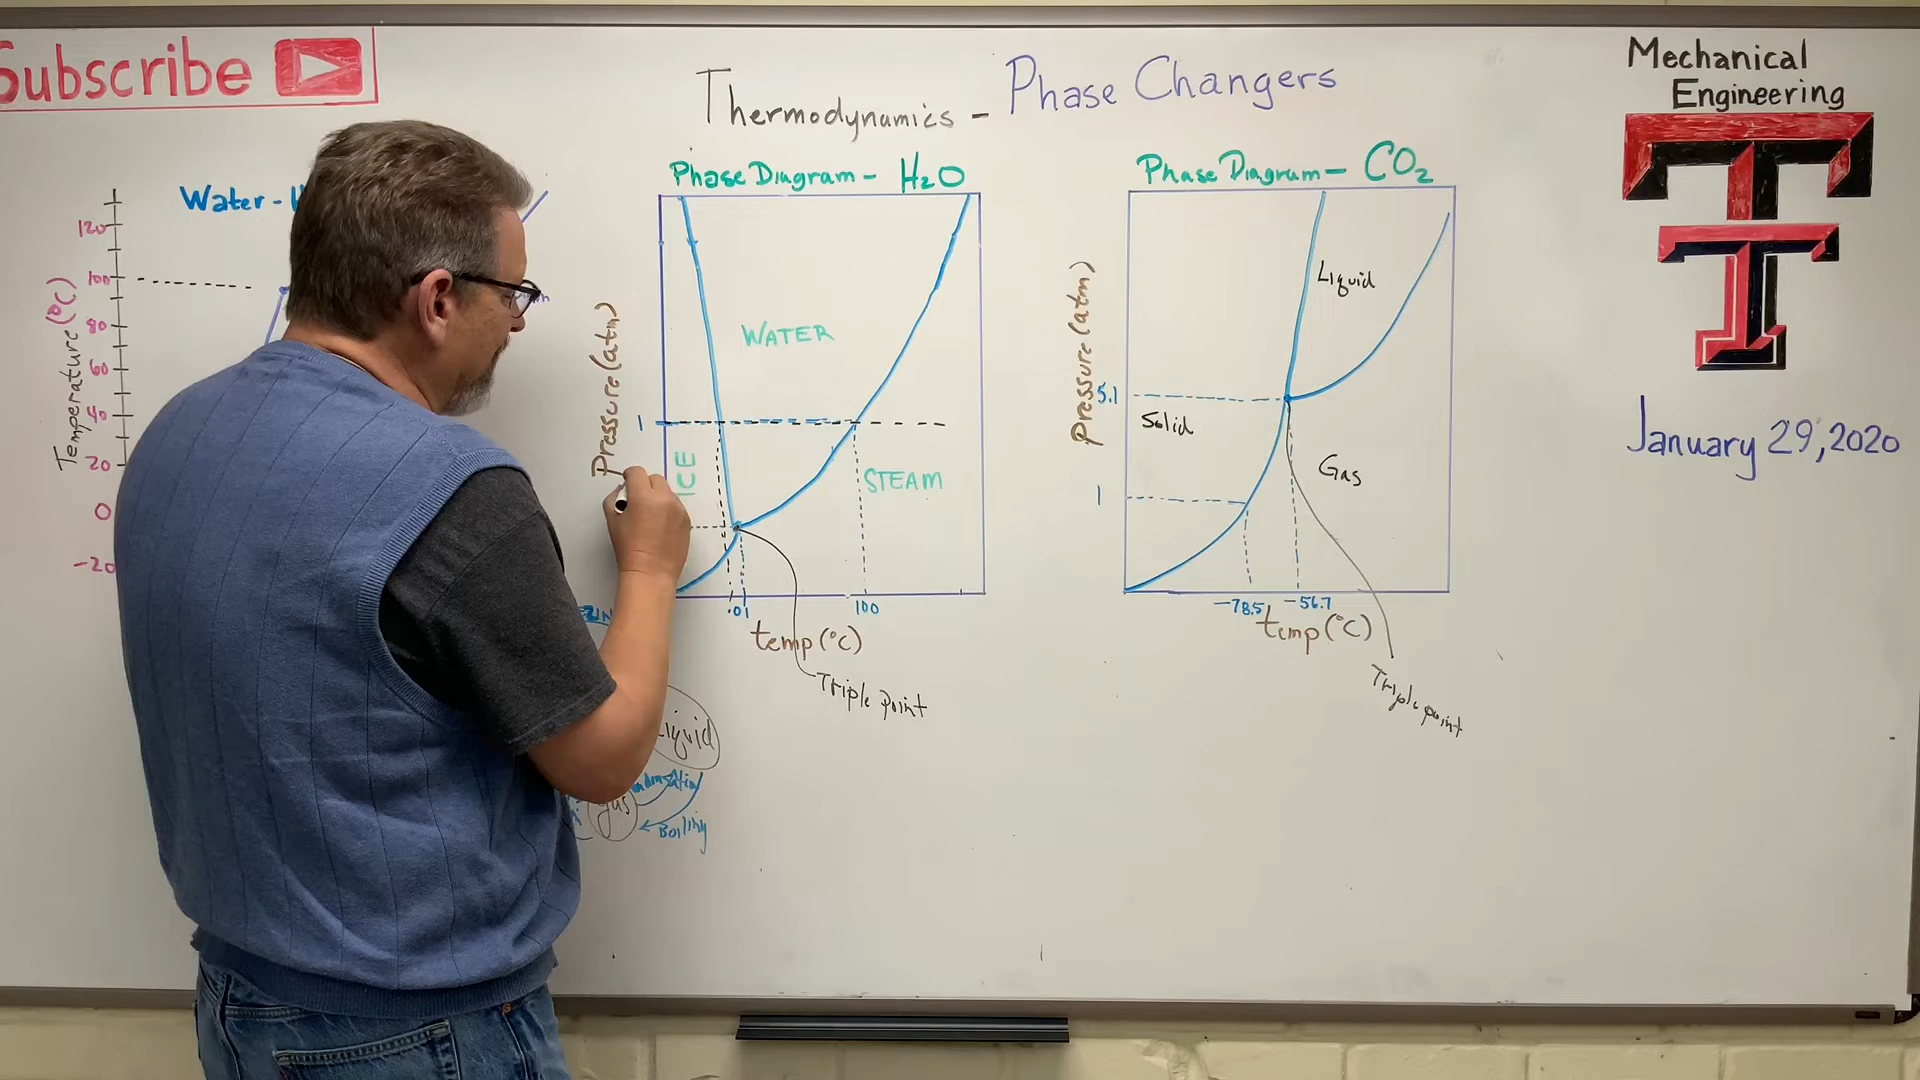 Subscribe
Thermodynamics - Phase Changers
Mechanical
Engineering
January 29, 2020
Water -
Temperature (°C)
120
100
80
60
40
20
0
-20
Phase Diagram - H₂O
Pressure (atm)
1
WATER
ICE
STEAM
.01
100
temp (°C)
Triple point
Liquid
gas
Boiling
Phase Diagram - CO₂
Pressure (atm)
5.1
1
Liquid
Solid
Gas
-78.5
-56.7
temp (°C)
Triple point